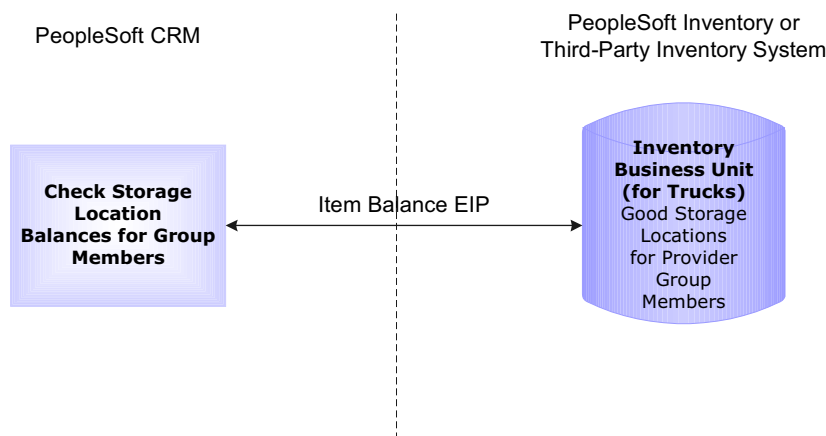 PeopleSoft CRM
PeopleSoft Inventory or
Third-Party Inventory System
Check Storage
Location
Balances for Group
Members
Item Balance EIP
Inventory
Business Unit
(for Trucks)
Good Storage
Locations
for Provider
Group
Members